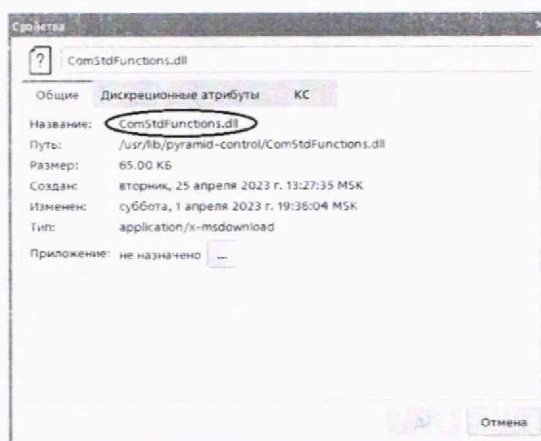 Свойства
ComStdFunctions.dll
Общие Дискреционные атрибуты КС
Название: ComStdFunctions.dll
Путь: /usr/lib/pyramid-control/ComStdFunctions.dll
Размер: 65.00 КБ
Создан: вторник, 25 апреля 2023 г. 13:27:35 MSK
Изменен: суббота, 1 апреля 2023 г. 19:36:04 MSK
Тип: application/x-msdownload
Приложение: не назначено ...
Отмена